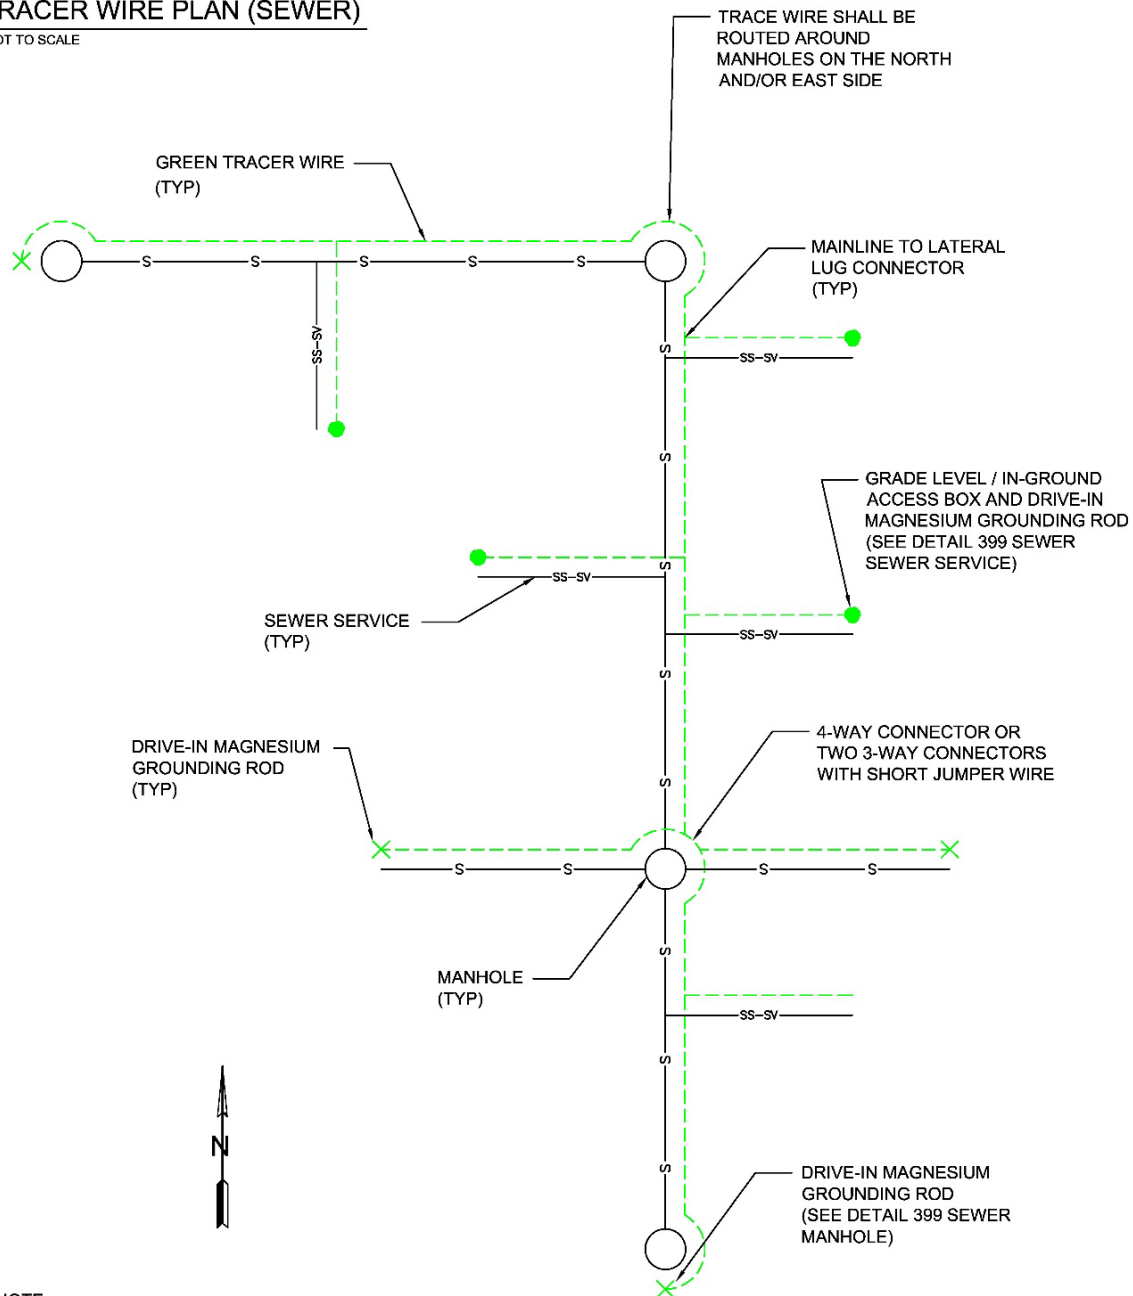 RACER WIRE PLAN (SEWER)
OT TO SCALE
TRACE WIRE SHALL BE
ROUTED AROUND
MANHOLES ON THE NORTH
AND/OR EAST SIDE
GREEN TRACER WIRE
(TYP)
MAINLINE TO LATERAL
LUG CONNECTOR
(TYP)
S S S S S
SS-SV
S
SS-SV
S
GRADE LEVEL / IN-GROUND
ACCESS BOX AND DRIVE-IN
MAGNESIUM GROUNDING ROD
(SEE DETAIL 399 SEWER
SEWER SERVICE)
S
SS-SV
SEWER SERVICE
(TYP)
SS-SV
S
4-WAY CONNECTOR OR
TWO 3-WAY CONNECTORS
WITH SHORT JUMPER WIRE
DRIVE-IN MAGNESIUM
GROUNDING ROD
(TYP)
S
S S S S
S
MANHOLE
(TYP)
SS-SV
S
N
S
DRIVE-IN MAGNESIUM
GROUNDING ROD
(SEE DETAIL 399 SEWER
MANHOLE)